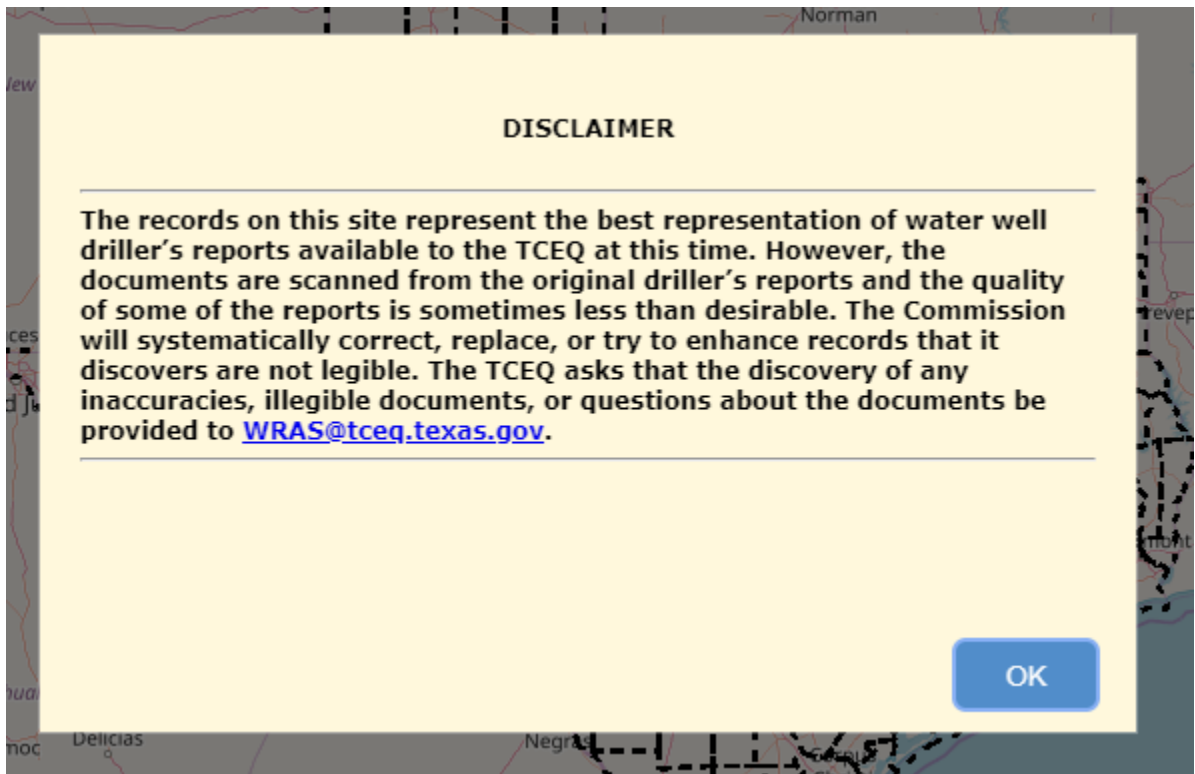 Norman
DISCLAIMER
The records on this site represent the best representation of water well
driller’s reports available to the TCEQ at this time. However, the
documents are scanned from the original driller’s reports and the quality
of some of the reports is sometimes less than desirable. The Commission
will systematically correct, replace, or try to enhance records that it
discovers are not legible. The TCEQ asks that the discovery of any
inaccuracies, illegible documents, or questions about the documents be
provided to WRAS@tceq.texas.gov.
OK
Delicias
Negras
Corpus